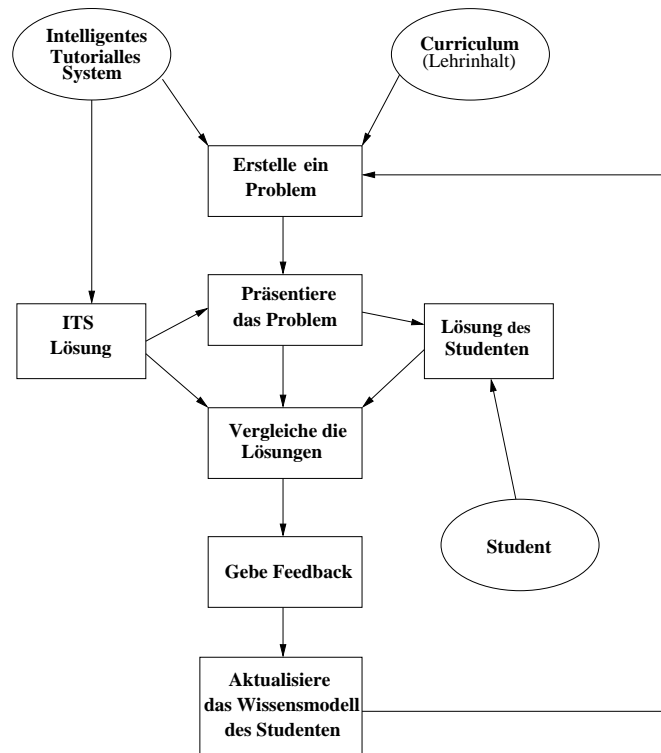 Intelligentes
Tutorialles
System
Curriculum
(Lehrinhalt)
Erstelle ein
Problem
Präsentiere
das Problem
ITS
Lösung
Lösung des
Studenten
Vergleiche die
Lösungen
Student
Gebe Feedback
Aktualisiere
das Wissensmodell
des Studenten